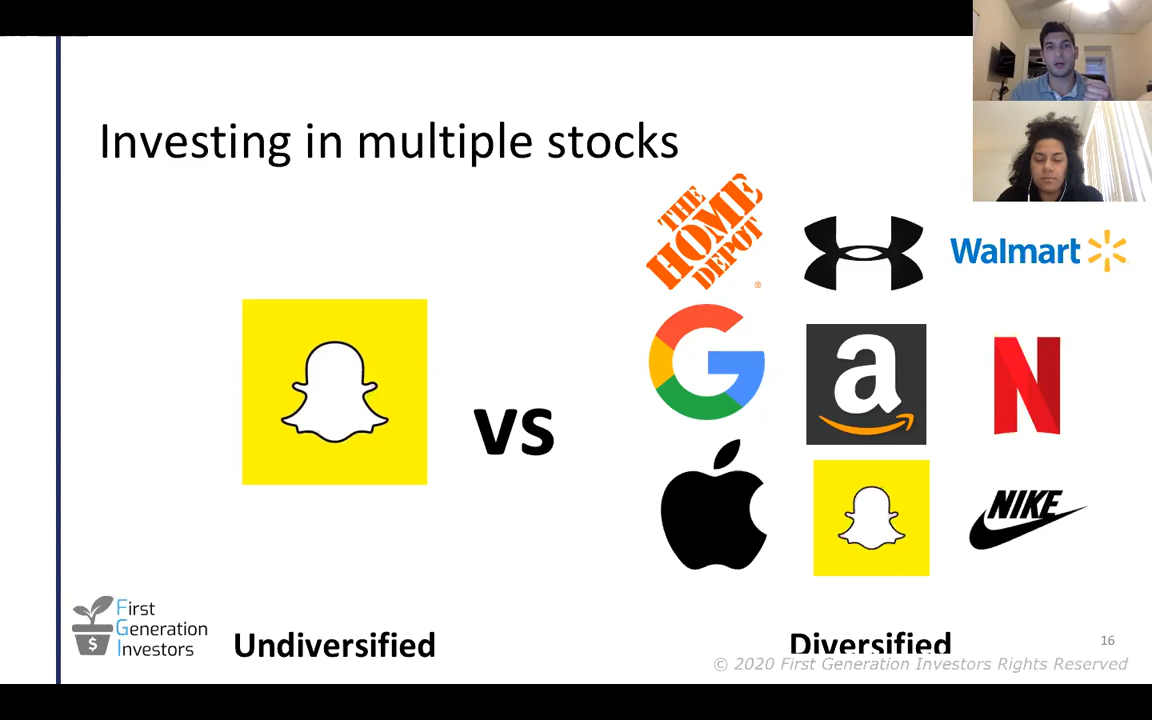 Investing in multiple stocks
THE
HOME
DEPOT
®
Walmart
G
a
N
vs
NIKE
First
Generation
Investors
$
Undiversified
Diversified
16
© 2020 First Generation Investors Rights Reserved